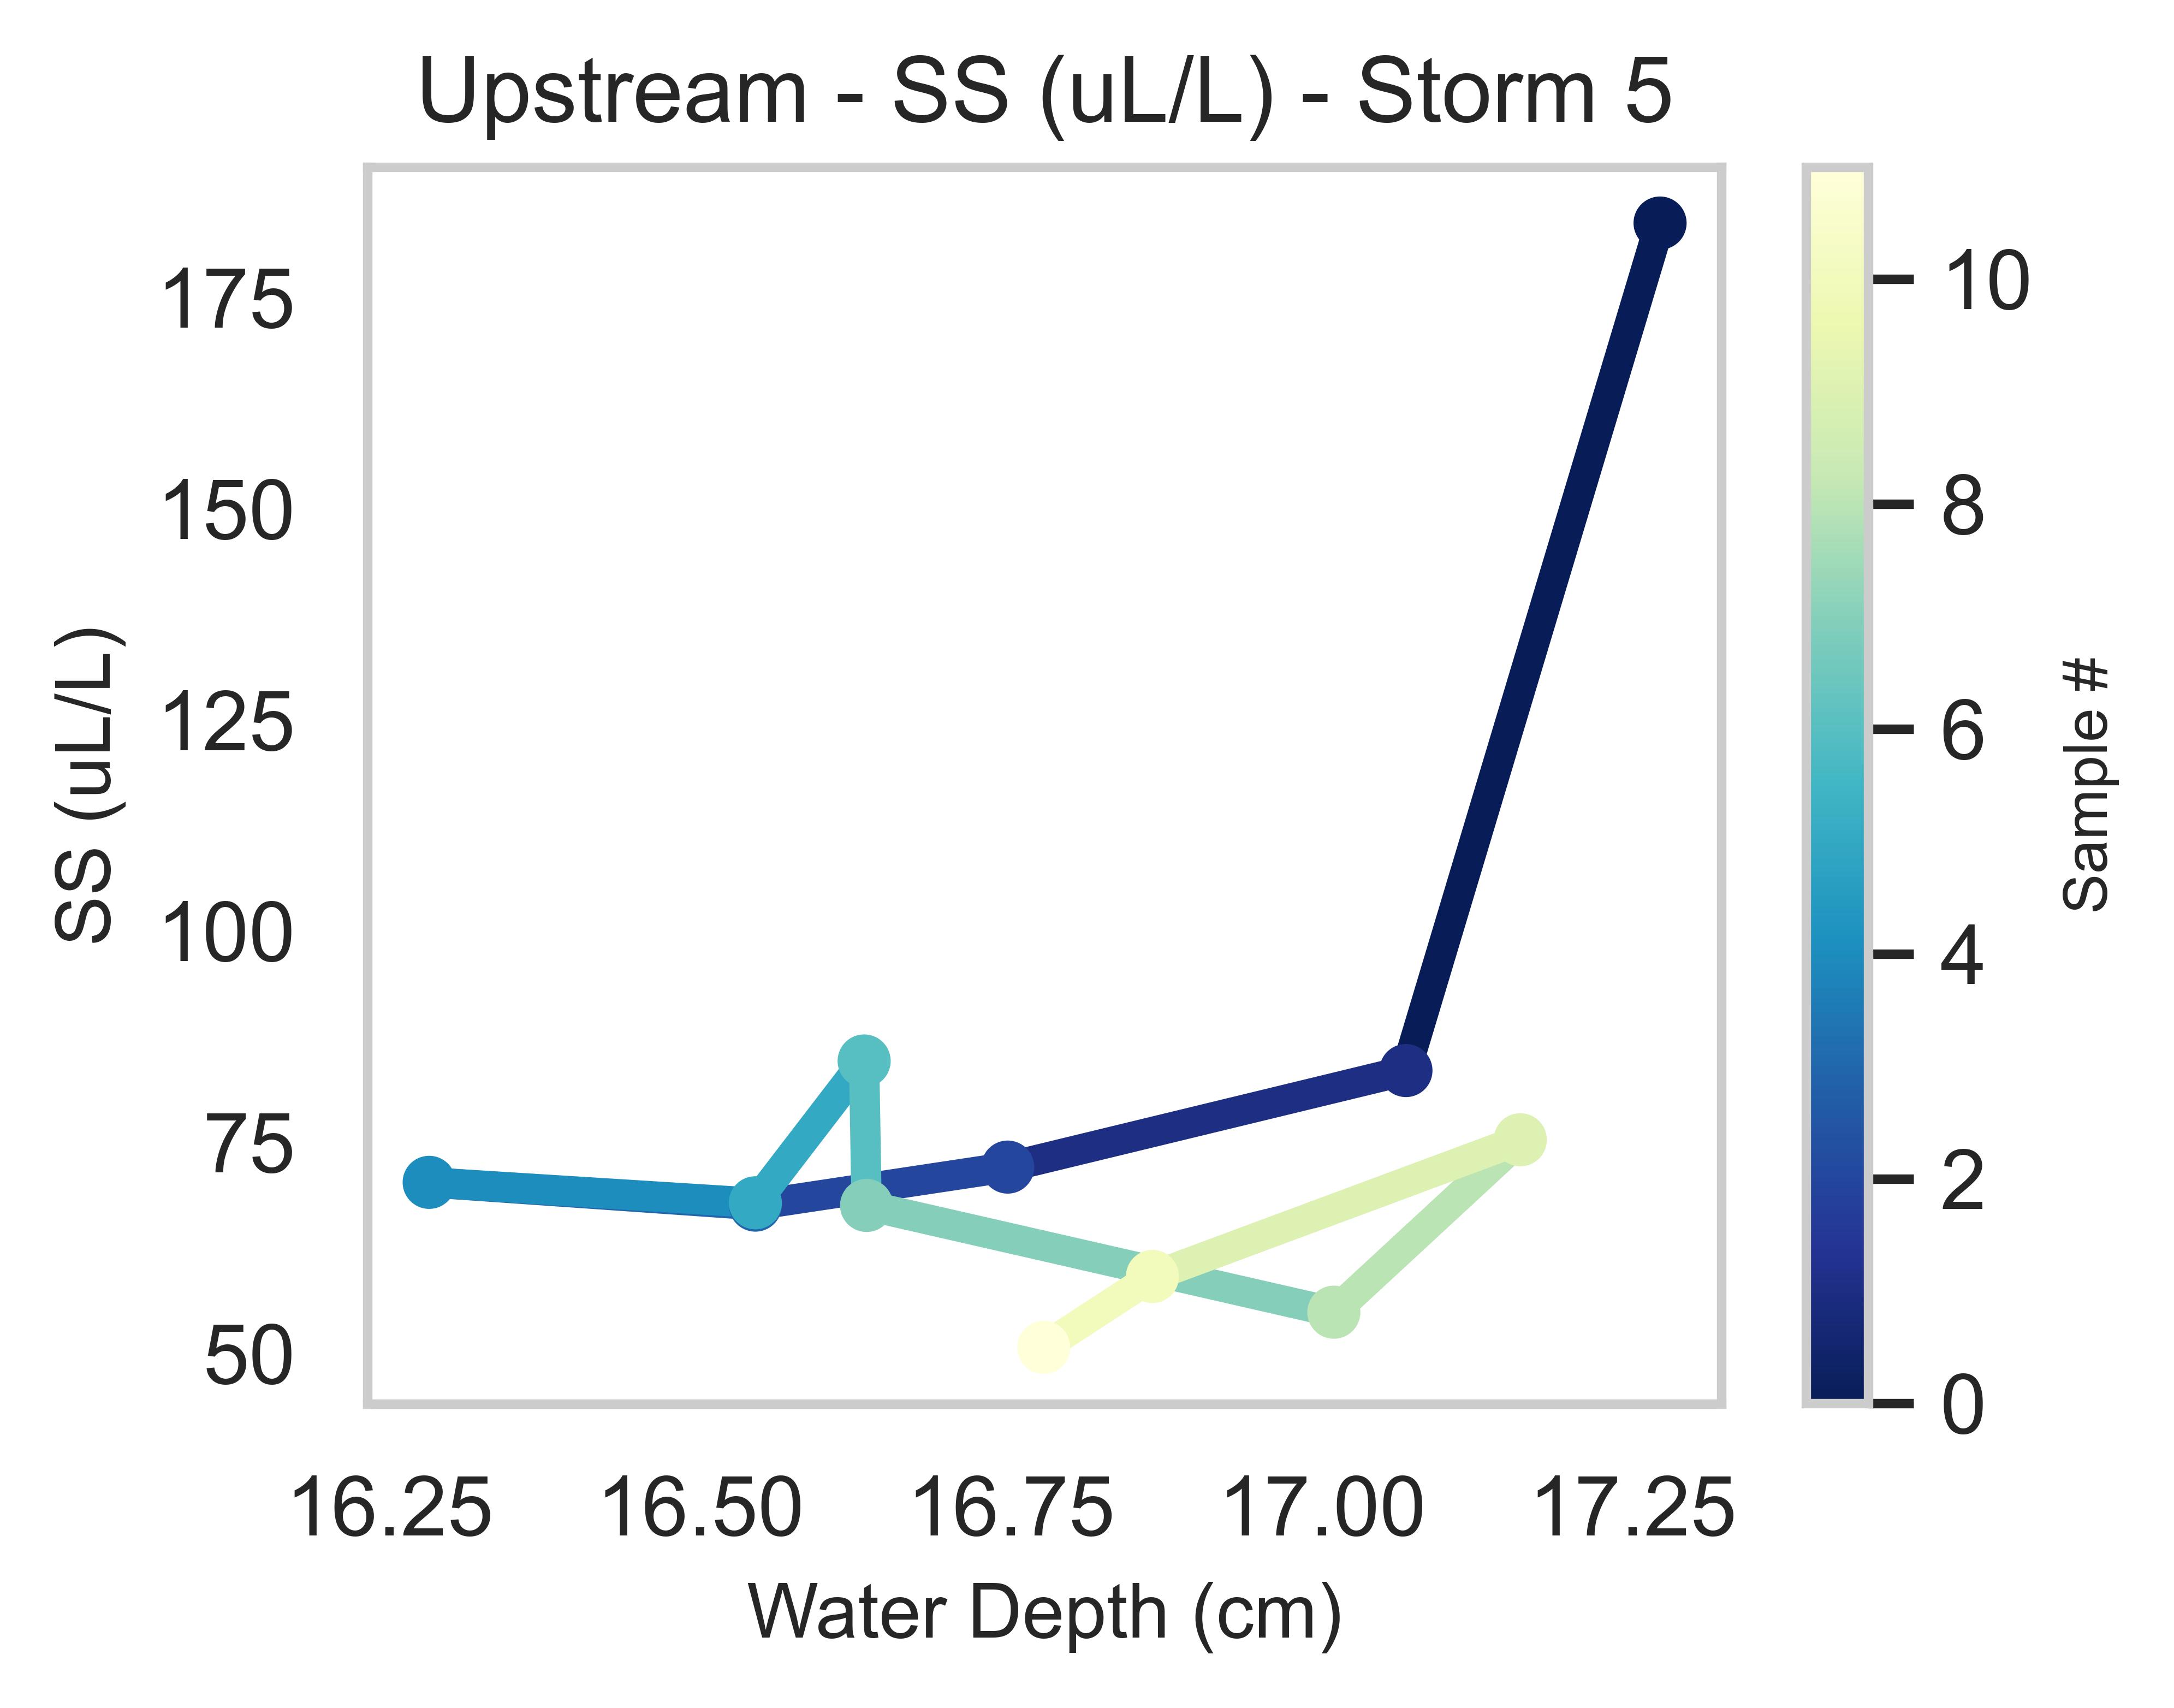 Upstream - SS (uL/L) - Storm 5
175
150
125
100
75
50
SS (uL/L)
16.25 16.50 16.75 17.00 17.25
Water Depth (cm)
10
8
6
4
2
0
Sample #